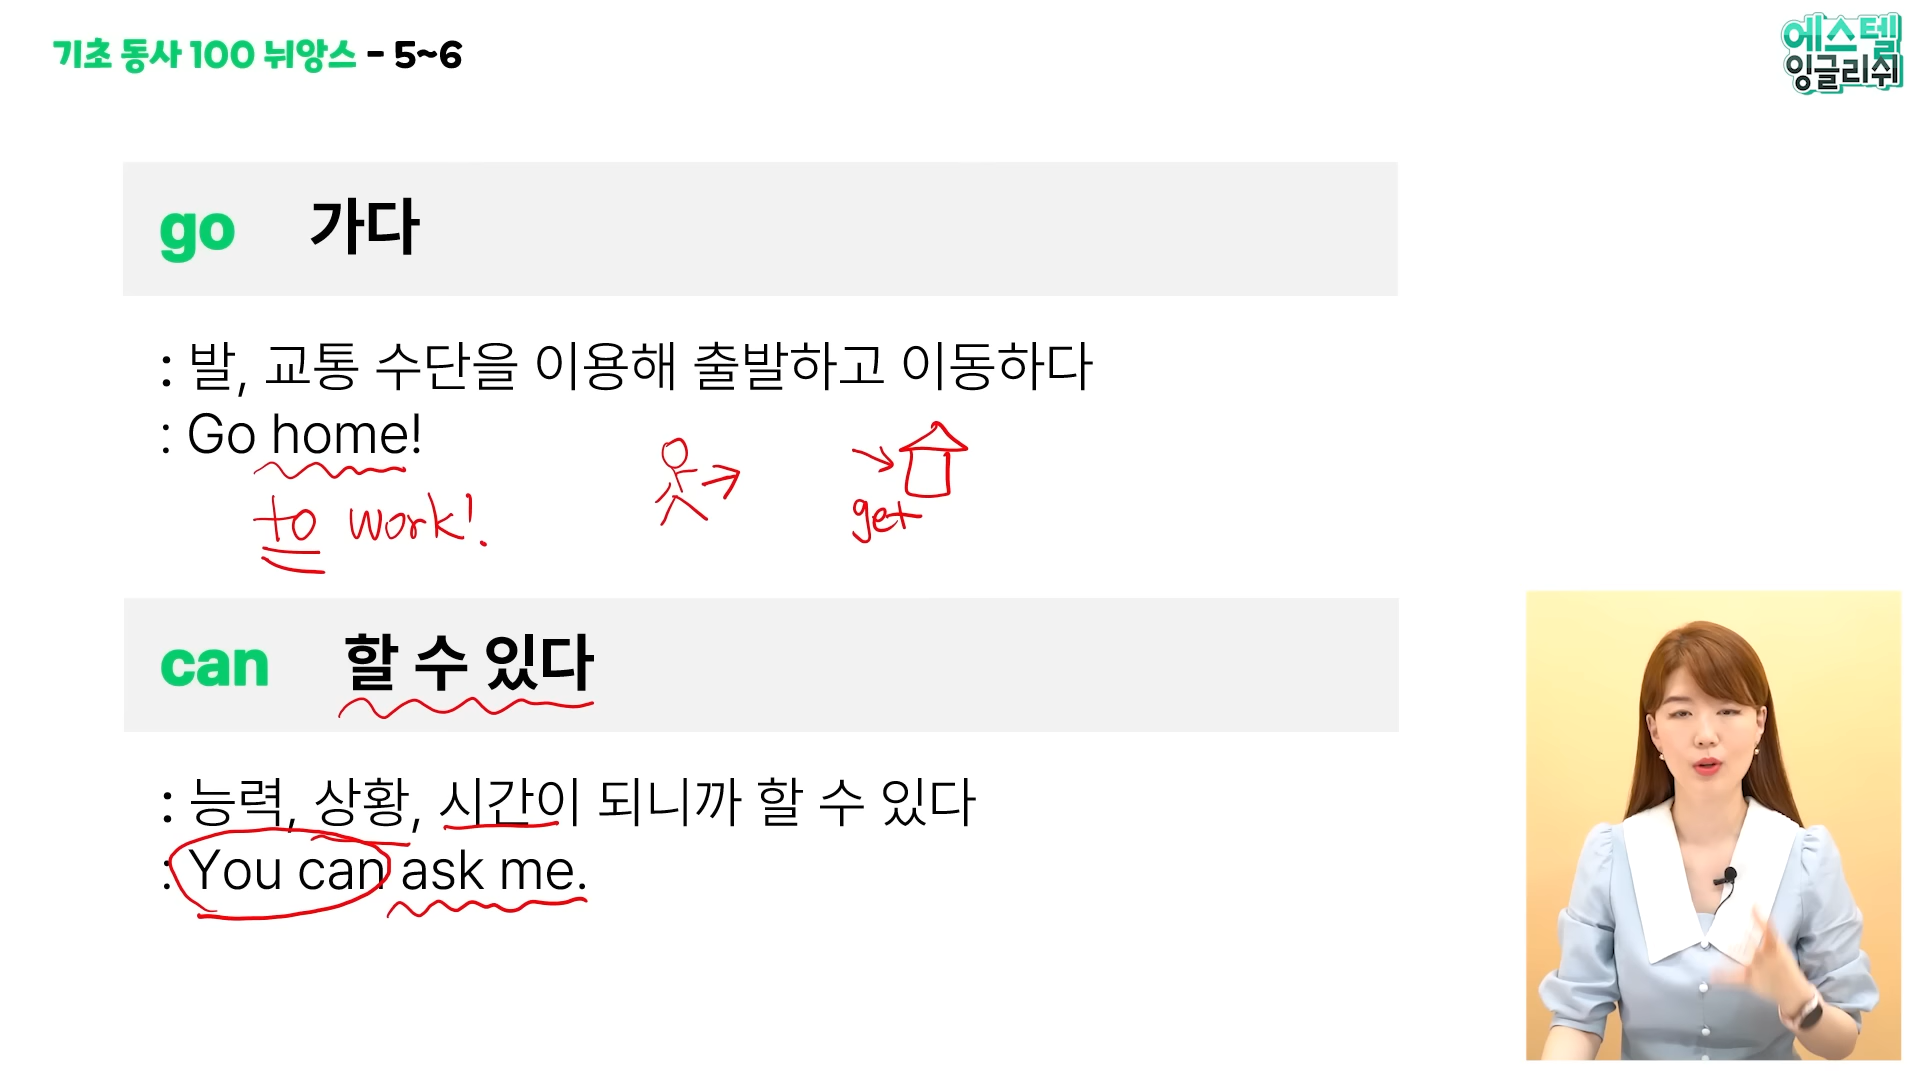 기초 동사 100 뉘앙스 - 5~6
에스텔
잉글리쉬
go 가다
: 발, 교통 수단을 이용해 출발하고 이동하다
: Go home!
to work!
get
can 할 수 있다
: 능력, 상황, 시간이 되니까 할 수 있다
: You can ask me.